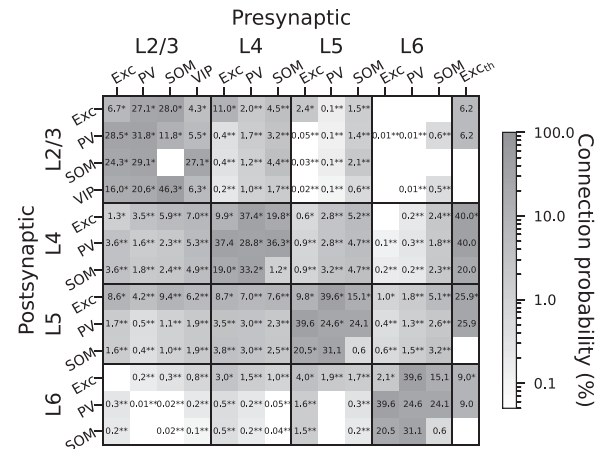 Presynaptic
L2/3 L4 L5 L6
Exc PV SOM VIP Exc PV SOM Exc PV SOM Exc PV SOM Exc_th
Postsynaptic
L2/3
Exc 6.7* 27.1* 28.0* 4.3* 11.0* 2.0** 4.5** 2.4* 0.1** 1.5** 6.2
PV 28.5* 31.8* 11.8* 5.5* 0.4** 1.7** 3.2** 0.05** 0.1** 1.4** 0.01** 0.01** 0.6** 6.2
SOM 24.3* 29.1* 27.1* 0.4** 1.2** 4.4** 0.03** 0.1** 2.1**
VIP 16.0* 20.6* 46.3* 6.3* 0.2** 1.0** 1.7** 0.02** 0.1** 0.6** 0.01** 0.5**
L4
Exc 1.3* 3.5** 5.9** 7.0** 9.9* 37.4* 19.8* 0.6** 2.8** 5.2** 0.2** 2.4** 40.0*
PV 3.6** 1.6** 2.3** 5.3** 37.4 28.8* 36.3* 0.9** 2.8** 4.7** 0.1** 0.3** 1.8** 40.0
SOM 3.6** 1.8** 2.4** 4.9** 19.0* 33.2* 1.2* 0.9** 3.2** 4.7** 0.2** 0.2** 2.3** 20.0
L5
Exc 8.6* 4.2** 9.4** 6.2** 8.7* 7.0** 7.6** 9.8* 39.6* 15.1* 1.0* 1.8** 5.1** 25.9*
PV 1.7** 0.5** 1.1** 1.9** 3.5** 3.0** 2.3** 39.6 24.6* 24.1 0.4** 1.3** 2.6** 25.9
SOM 1.6** 0.4** 1.0** 1.9** 3.8** 3.0** 2.5** 20.5* 31.1 0.6 0.6** 1.5** 3.2**
L6
Exc 0.2** 0.3** 0.8** 3.0* 1.5** 1.0** 4.0* 1.9** 1.7** 2.1* 39.6 15.1 9.0*
PV 0.3** 0.01** 0.02** 0.2** 0.5** 0.2** 0.05** 1.6** 0.3** 39.6 24.6 24.1 9.0
SOM 0.2** 0.02** 0.1** 0.4** 0.2** 0.04** 1.5** 0.2** 20.5 31.1 0.6
100.0
10.0
1.0
0.1
Connection probability (%)